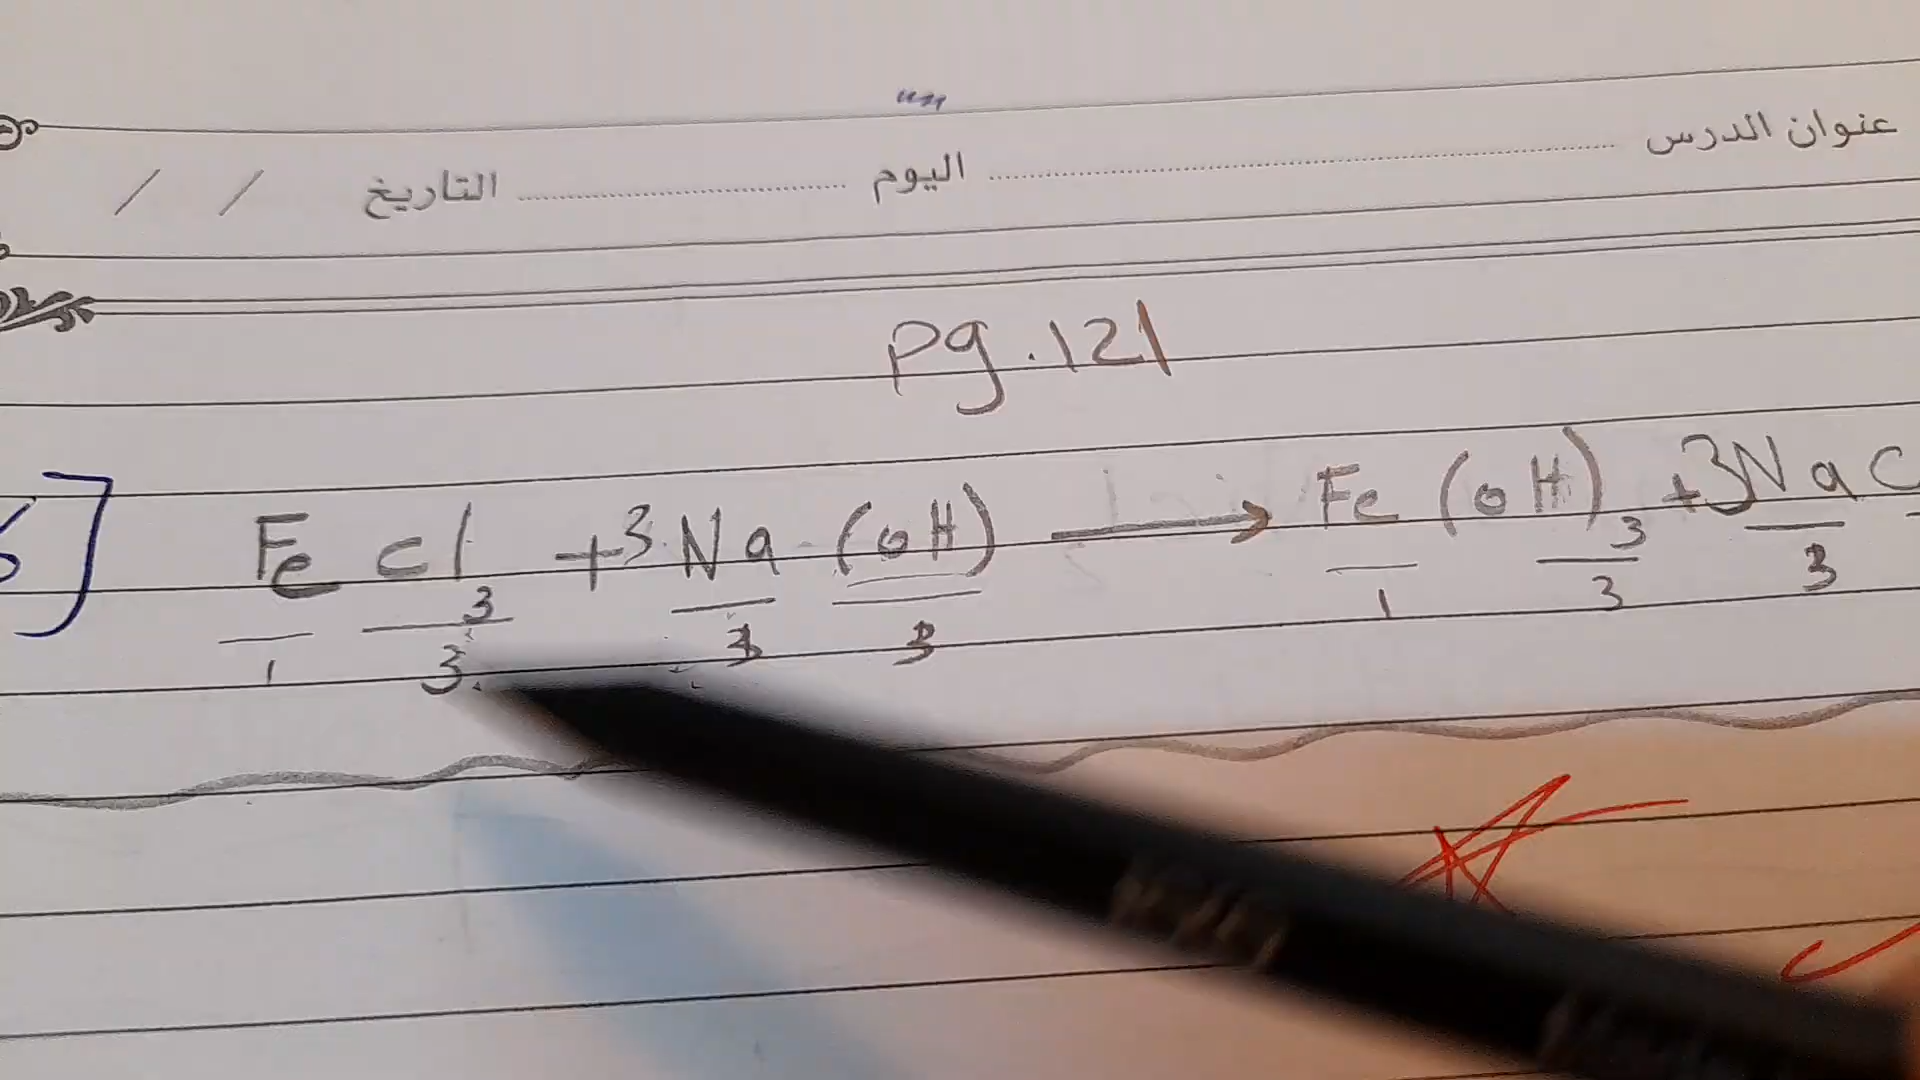 عنوان الدرس ........ اليوم ........ التاريخ / /
pg.121
FeCl₃ + 3Na(OH) → Fe(OH)₃ + 3NaC
1 3 3 3 1 3 3